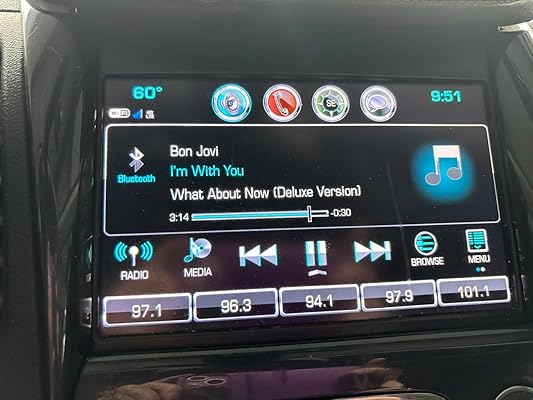 60°
9:51
SE
Bon Jovi
I'm With You
Bluetooth
What About Now (Deluxe Version)
3:14 -0:30
RADIO MEDIA BROWSE MENU
97.1 96.3 94.1 97.9 101.1